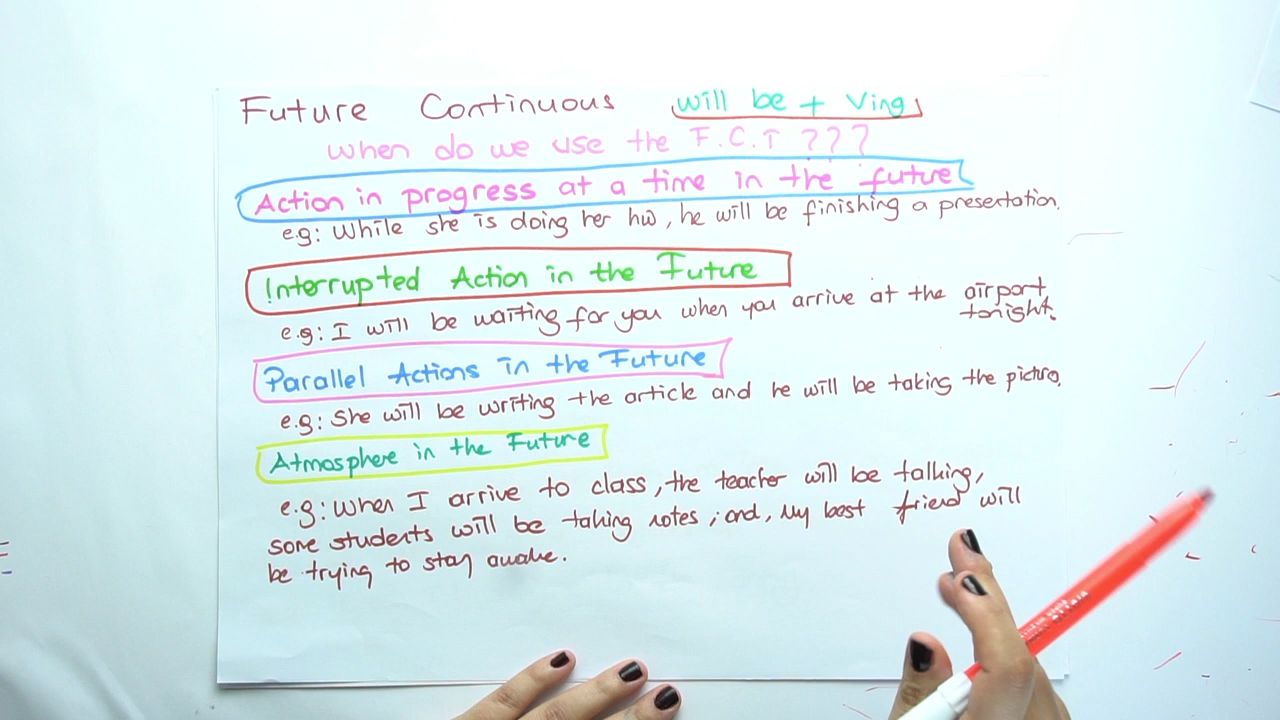 Future Continuous will be + Ving
When do we use the F.C.T ???
Action in progress at a time in the future
e.g: While she is doing her hw, he will be finishing a presentation.
Interrupted Action in the Future
e.g: I will be waiting for you when you arrive at the airport
tonight.
Parallel Actions in the Future
e.g: She will be writing the article and he will be taking the
Atmosphere in the Future
e.g: When I arrive to class, the teacher will be talking,
some students will be taking notes ; and, My best friend will
be trying to stay awake.